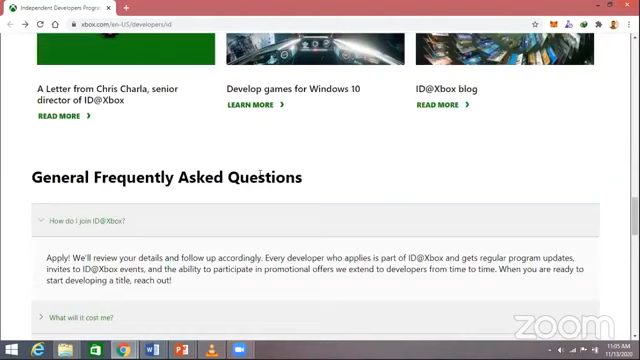 Independent Developers Progra
xbox.com/en-US/developers/id
A Letter from Chris Charla, senior
director of ID@Xbox
READ MORE
Develop games for Windows 10
LEARN MORE
ID@Xbox blog
READ MORE
General Frequently Asked Questions
How do I join ID@Xbox?
Apply! We'll review your details and follow up accordingly. Every developer who applies is part of ID@Xbox and gets regular program updates,
invites to ID@Xbox events, and the ability to participate in promotional offers we extend to developers from time to time. When you are ready to
start developing a title, reach out!
What will it cost me?
zoom
11:01 AM
11/13/2020